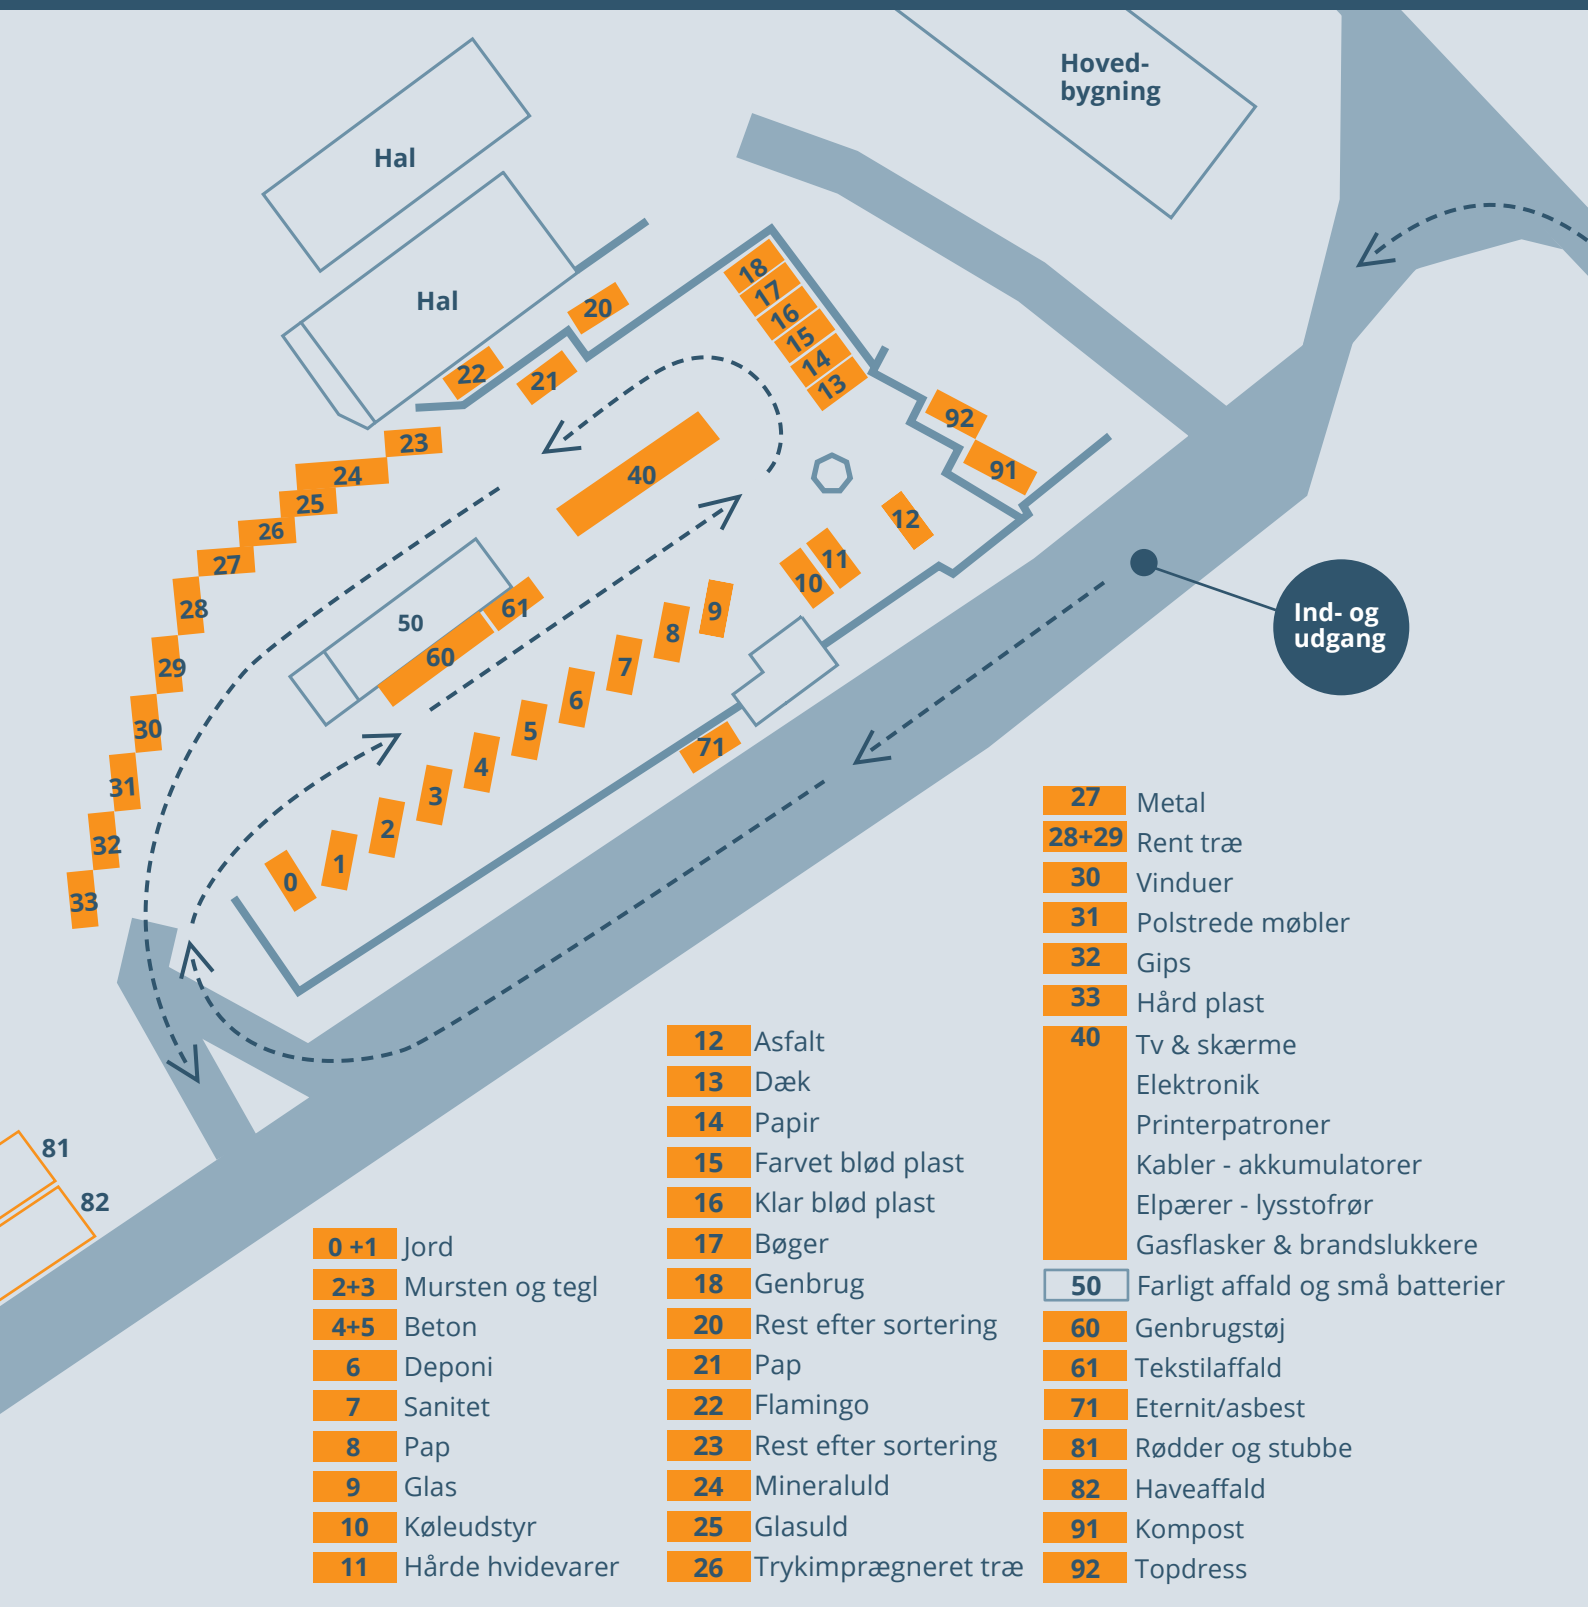 Hoved-
bygning
Hal
Hal
18
17
16
15
14
13
20
22
21
23
24
25
26
27
28
29
30
31
32
33
40
92
91
12
11
10
50
61
60
9
8
7
6
5
4
3
2
1
0
71
Ind- og
udgang
81
82
0 +1 Jord
2+3 Mursten og tegl
4+5 Beton
6 Deponi
7 Sanitet
8 Pap
9 Glas
10 Køleudstyr
11 Hårde hvidevarer
12 Asfalt
13 Dæk
14 Papir
15 Farvet blød plast
16 Klar blød plast
17 Bøger
18 Genbrug
20 Rest efter sortering
21 Pap
22 Flamingo
23 Rest efter sortering
24 Mineraluld
25 Glasuld
26 Trykimprægneret træ
27 Metal
28+29 Rent træ
30 Vinduer
31 Polstrede møbler
32 Gips
33 Hård plast
40 Tv & skærme
Elektronik
Printerpatroner
Kabler - akkumulatorer
Elpærer - lysstofrør
Gasflasker & brandslukkere
50 Farligt affald og små batterier
60 Genbrugstøj
61 Tekstilaffald
71 Eternit/asbest
81 Rødder og stubbe
82 Haveaffald
91 Kompost
92 Topdress